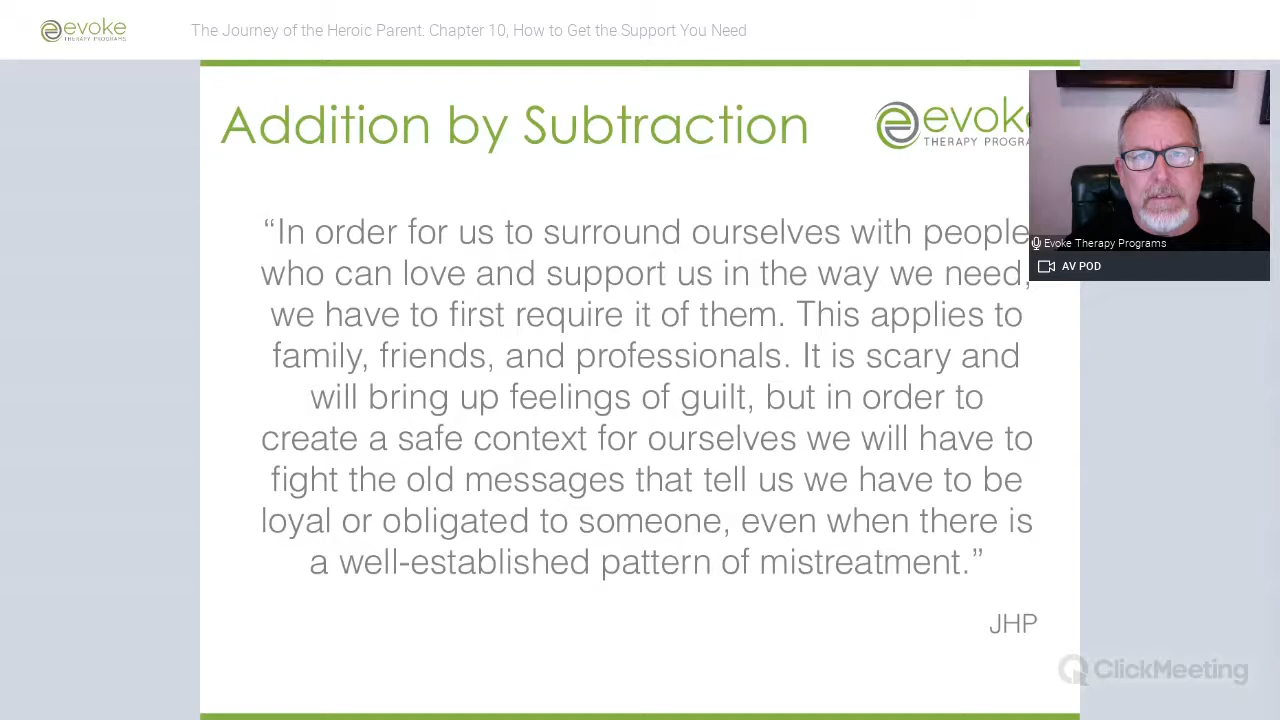 evoke
THERAPY PROGRAMS
The Journey of the Heroic Parent: Chapter 10, How to Get the Support You Need
Addition by Subtraction
evoke
THERAPY PROGRA
“In order for us to surround ourselves with people
who can love and support us in the way we need,
we have to first require it of them. This applies to
family, friends, and professionals. It is scary and
will bring up feelings of guilt, but in order to
create a safe context for ourselves we will have to
fight the old messages that tell us we have to be
loyal or obligated to someone, even when there is
a well-established pattern of mistreatment.”
JHP
Evoke Therapy Programs
AV POD
ClickMeeting